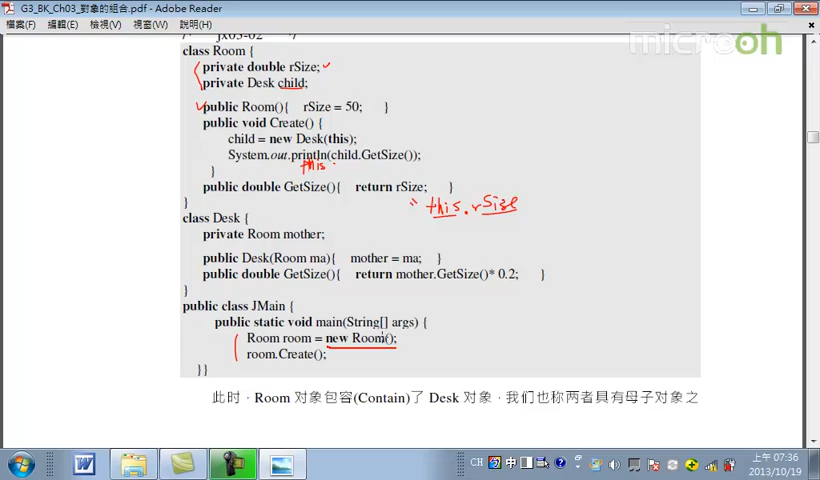 G3_BK_Ch03_對象的組合.pdf - Adobe Reader
檔案(F) 編輯(E) 檢視(V) 視窗(W) 說明(H)
microoh
/* jx03-02
class Room {
private double rSize;
private Desk child;
public Room(){ rSize = 50; }
public void Create() {
child = new Desk(this);
System.out.println(child.GetSize());
this.
}
public double GetSize(){ return rSize; }
this.rSize
}
class Desk {
private Room mother;
public Desk(Room ma){ mother = ma; }
public double GetSize(){ return mother.GetSize()* 0.2; }
}
public class JMain {
public static void main(String[] args) {
Room room = new Room();
room.Create();
}}
此时，Room 对象包容(Contain)了 Desk 对象，我们也称两者具有母子对象之
CH 中
上午 07:36
2013/10/19